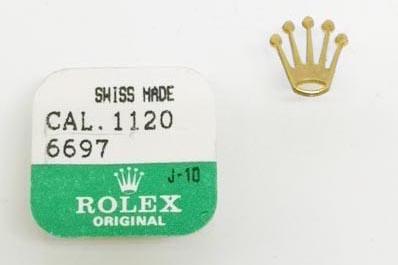 SWISS MADE
CAL. 1120
6697
J-10
ROLEX
ORIGINAL